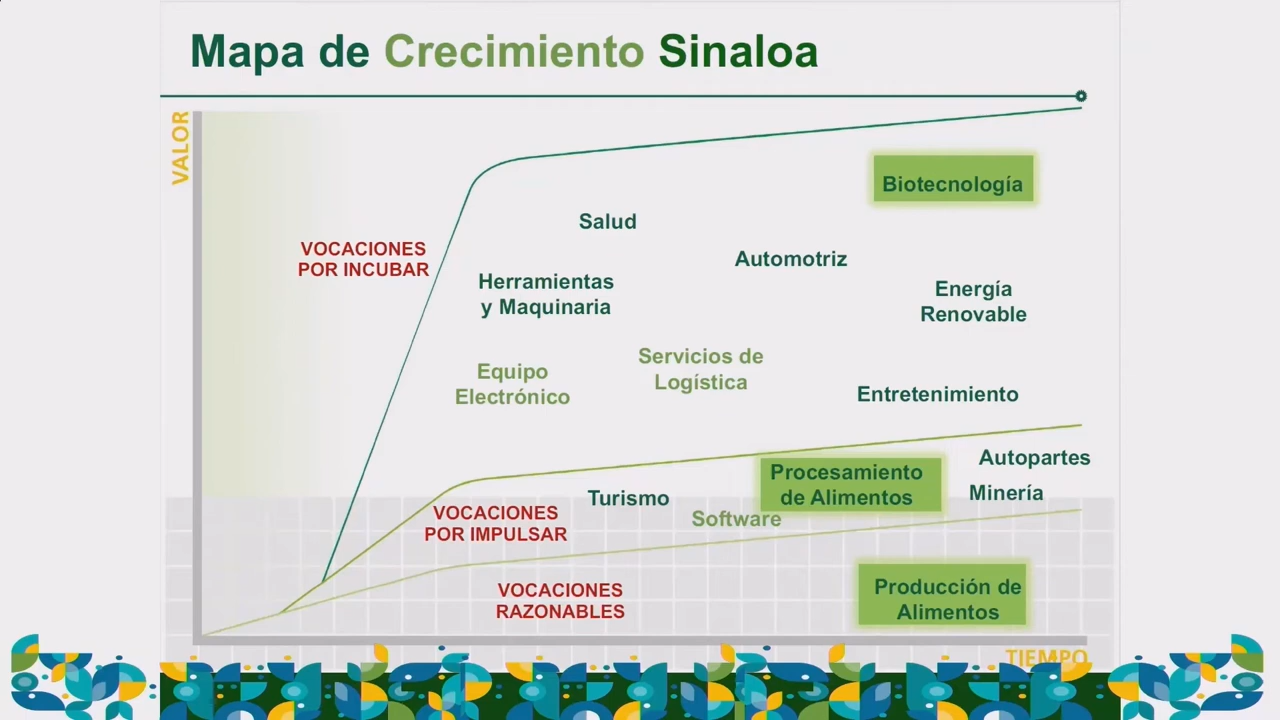 Mapa de Crecimiento Sinaloa
VALOR
Biotecnología
Salud
VOCACIONES
POR INCUBAR
Automotriz
Herramientas
y Maquinaria
Energía
Renovable
Servicios de
Logística
Equipo
Electrónico
Entretenimiento
Autopartes
Procesamiento
de Alimentos
Minería
Turismo
Software
VOCACIONES
POR IMPULSAR
Producción de
Alimentos
VOCACIONES
RAZONABLES
TIEMPO